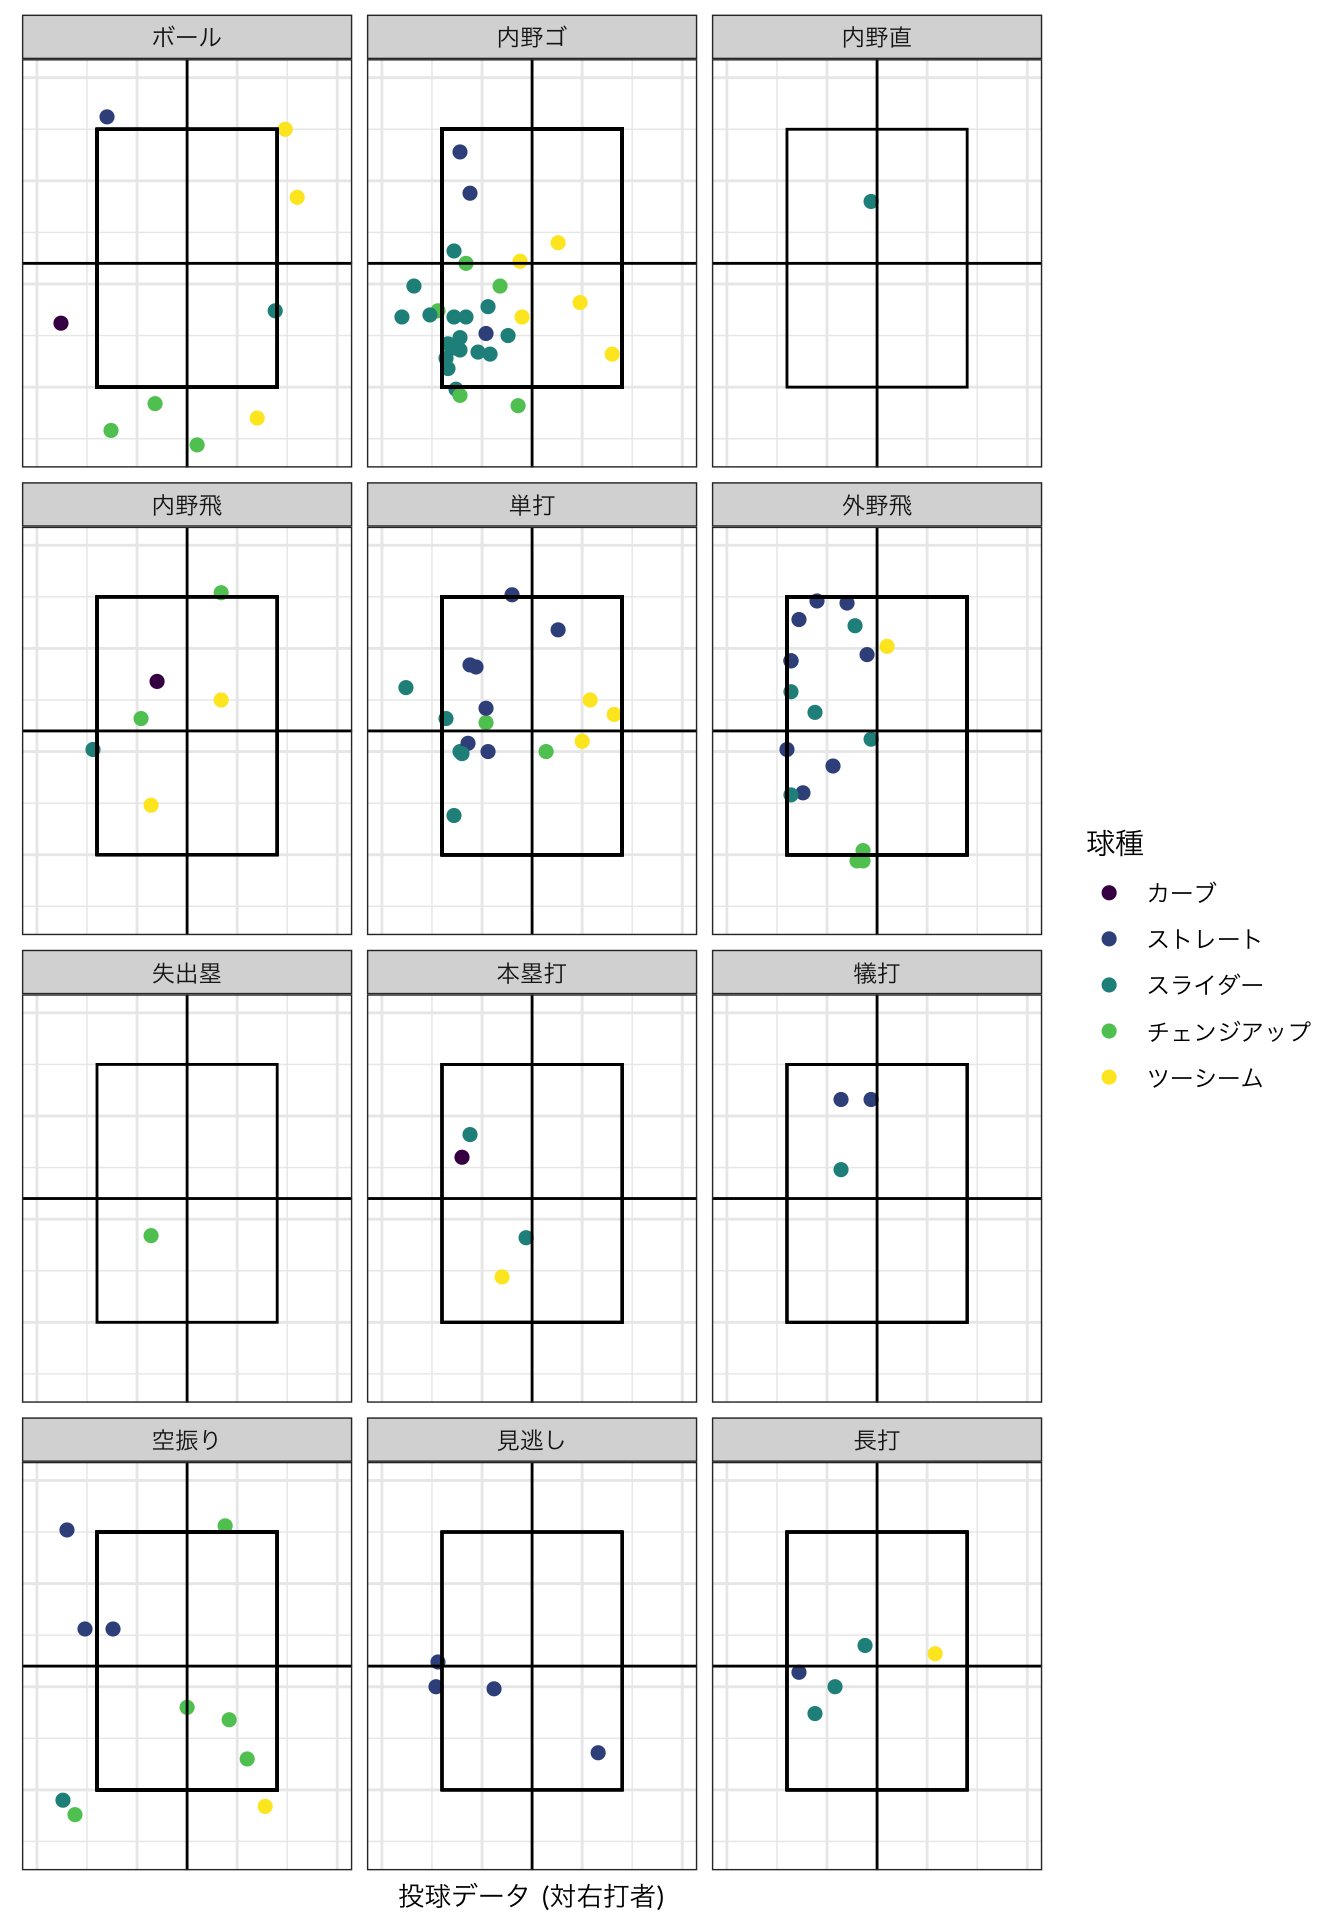 ボール
内野ゴ
内野直
内野飛
単打
外野飛
失出塁
本塁打
犠打
空振り
見逃し
長打
球種
カーブ
ストレート
スライダー
チェンジアップ
ツーシーム
投球データ (対右打者)